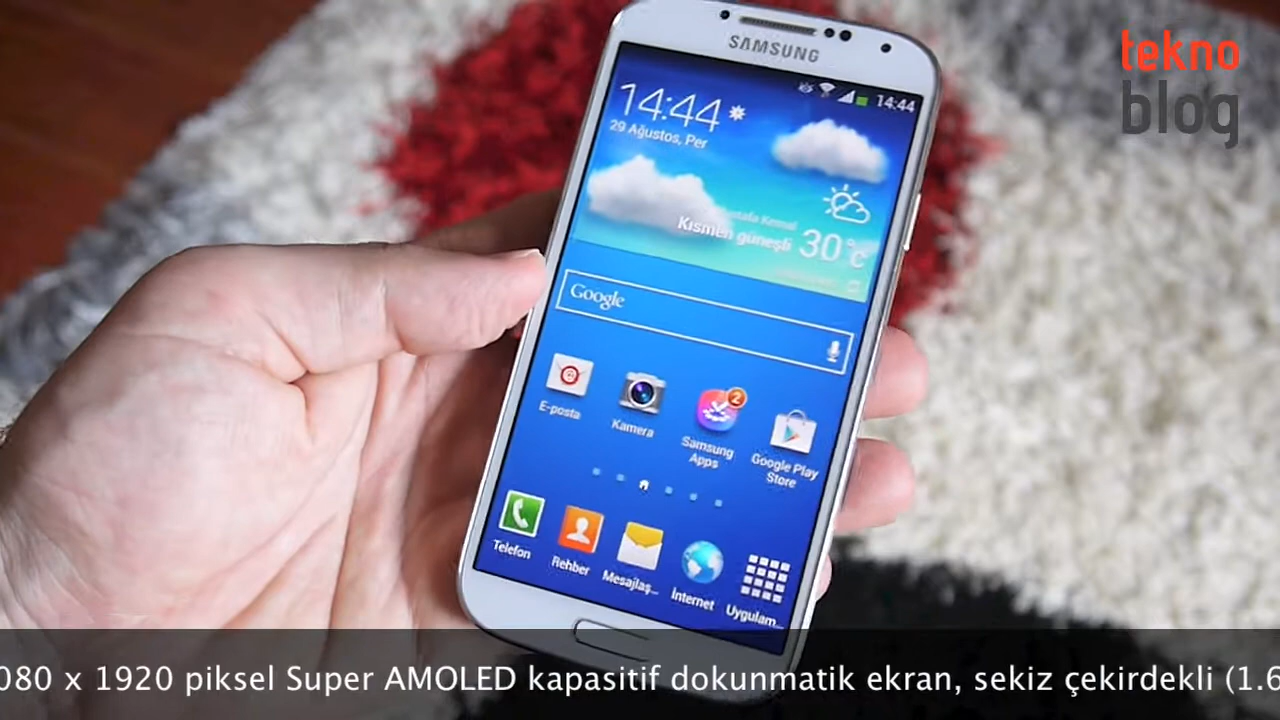 tekno
blog
SAMSUNG
14:44
14:44
29 Ağustos, Per
Kemal
Kısmen güneşli 30°C
Google
2
E-posta
Kamera
Samsung
Apps
Google Play
Store
Telefon
Rehber
Mesajlaş...
İnternet
Uygulam...
080 x 1920 piksel Super AMOLED kapasitif dokunmatik ekran, sekiz çekirdekli (1.6